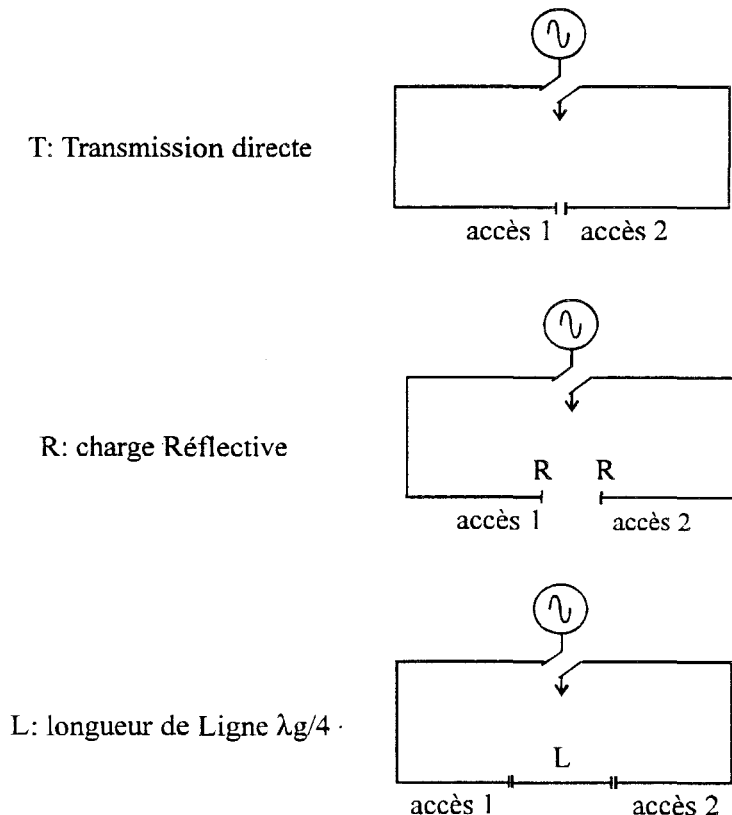 T: Transmission directe
accès 1 accès 2
R: charge Réflective
R R
accès 1 accès 2
L: longueur de Ligne λg/4
L
accès 1 accès 2